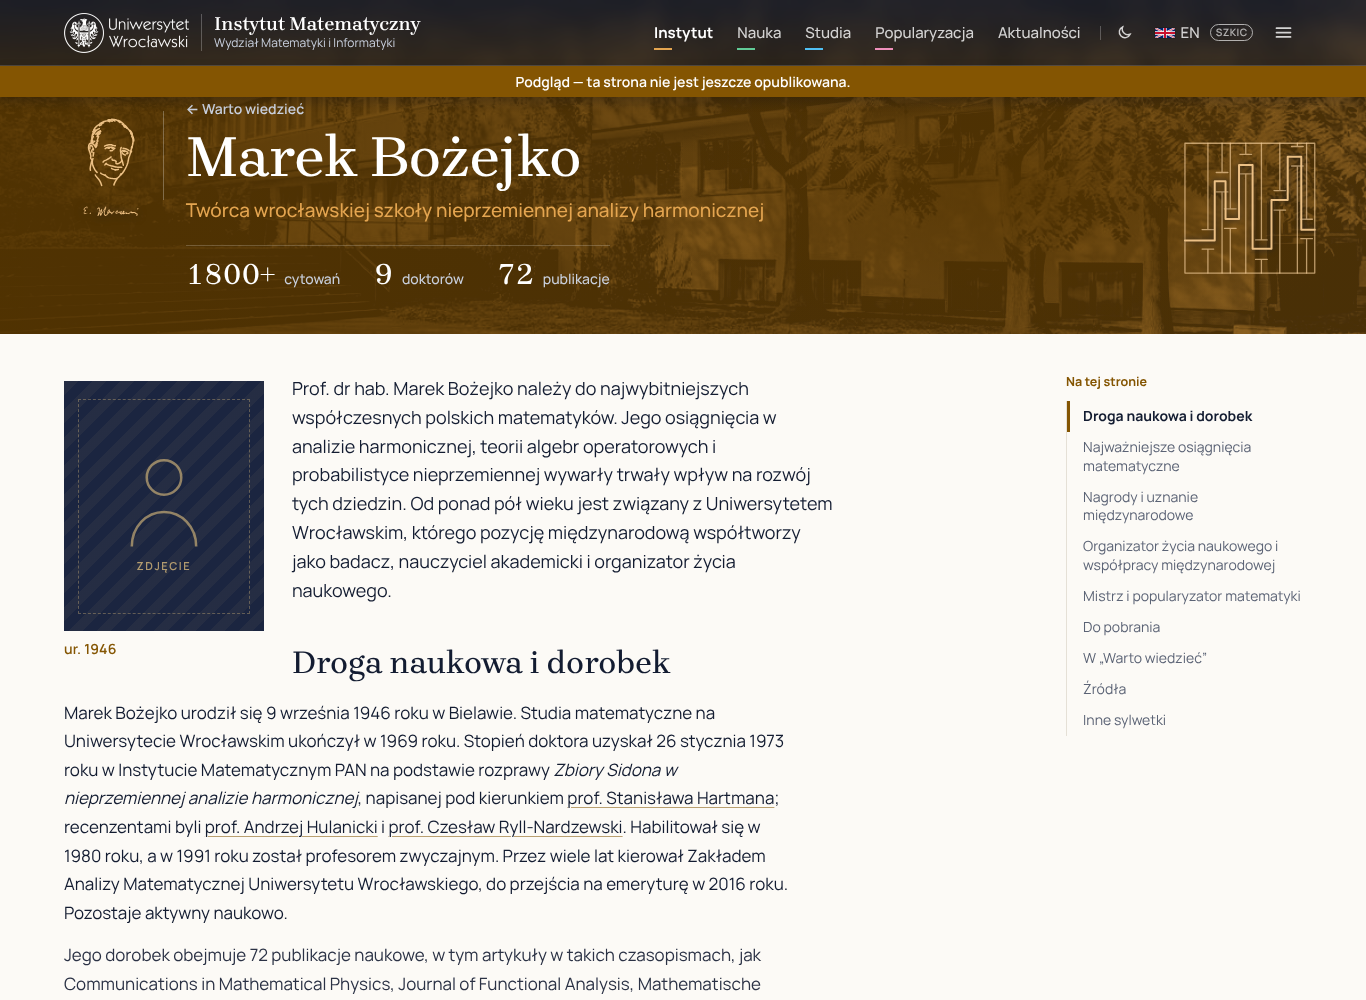 Uniwersytet
Wrocławski
Instytut Matematyczny
Wydział Matematyki i Informatyki
Instytut
Nauka
Studia
Popularyzacja
Aktualności
EN
SZKIC
Podgląd — ta strona nie jest jeszcze opublikowana.
← Warto wiedzieć
Marek Bożejko
Twórca wrocławskiej szkoły nieprzemiennej analizy harmonicznej
1800+ cytowań
9 doktorów
72 publikacje
ZDJĘCIE
ur. 1946
Prof. dr hab. Marek Bożejko należy do najwybitniejszych
współczesnych polskich matematyków. Jego osiągnięcia w
analizie harmonicznej, teorii algebr operatorowych i
probabilistyce nieprzemiennej wywarły trwały wpływ na rozwój
tych dziedzin. Od ponad pół wieku jest związany z Uniwersytetem
Wrocławskim, którego pozycję międzynarodową współtworzy
jako badacz, nauczyciel akademicki i organizator życia
naukowego.
Droga naukowa i dorobek
Marek Bożejko urodził się 9 września 1946 roku w Bielawie. Studia matematyczne na
Uniwersytecie Wrocławskim ukończył w 1969 roku. Stopień doktora uzyskał 26 stycznia 1973
roku w Instytucie Matematycznym PAN na podstawie rozprawy Zbiory Sidona w
nieprzemiennej analizie harmonicznej, napisanej pod kierunkiem prof. Stanisława Hartmana;
recenzentami byli prof. Andrzej Hulanicki i prof. Czesław Ryll-Nardzewski. Habilitował się w
1980 roku, a w 1991 roku został profesorem zwyczajnym. Przez wiele lat kierował Zakładem
Analizy Matematycznej Uniwersytetu Wrocławskiego, do przejścia na emeryturę w 2016 roku.
Pozostaje aktywny naukowo.
Jego dorobek obejmuje 72 publikacje naukowe, w tym artykuły w takich czasopismach, jak
Communications in Mathematical Physics, Journal of Functional Analysis, Mathematische
Na tej stronie
Droga naukowa i dorobek
Najważniejsze osiągnięcia
matematyczne
Nagrody i uznanie
międzynarodowe
Organizator życia naukowego i
współpracy międzynarodowej
Mistrz i popularyzator matematyki
Do pobrania
W „Warto wiedzieć”
Źródła
Inne sylwetki